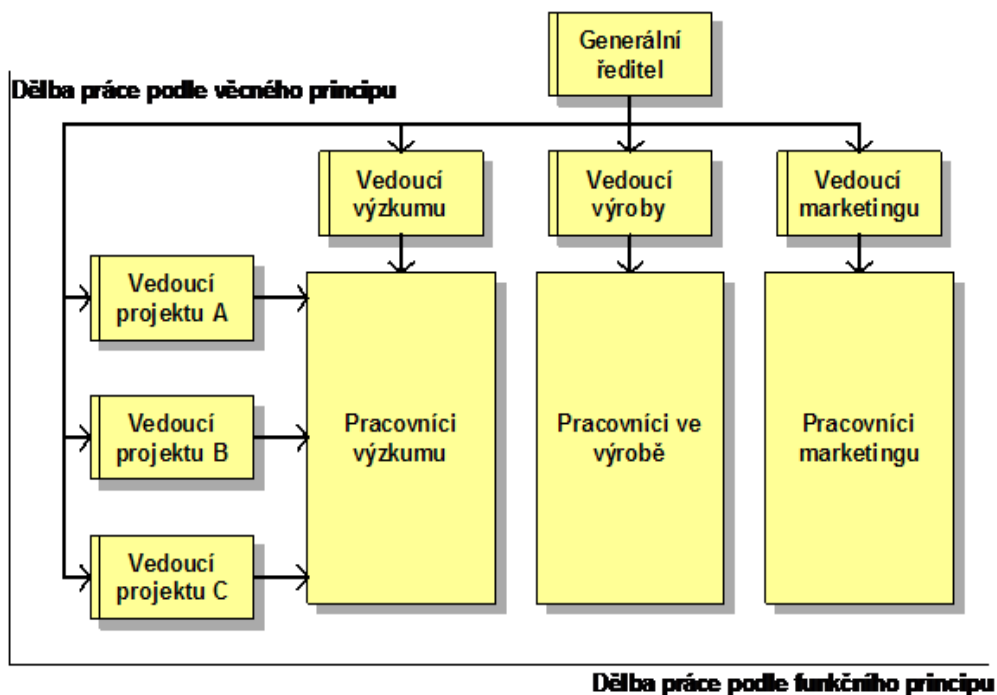 Generální
ředitel
Dělba práce podle věcného principu
Vedoucí
výzkumu
Vedoucí
výroby
Vedoucí
marketingu
Vedoucí
projektu A
Vedoucí
projektu B
Vedoucí
projektu C
Pracovníci
výzkumu
Pracovníci ve
výrobě
Pracovníci
marketingu
Dělba práce podle funkčního principu